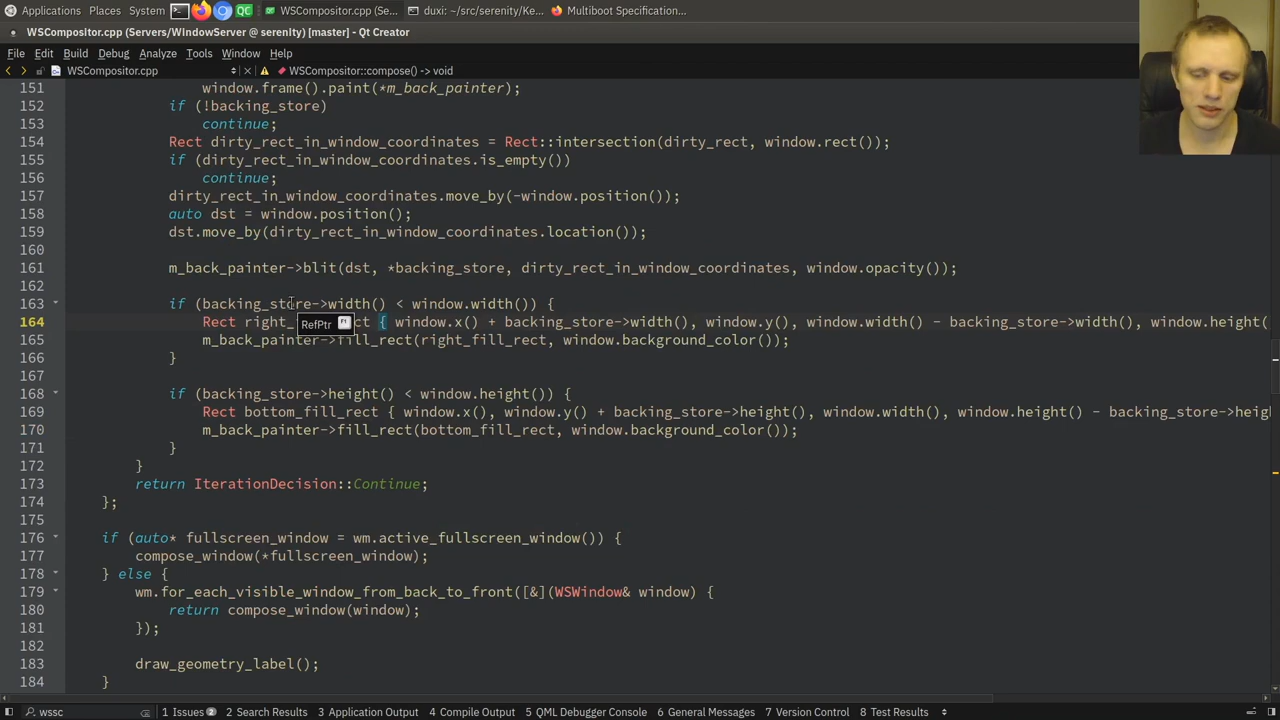 Applications Places System WSCompositor.cpp (Se... duxi: ~/src/serenity/Ke... Multiboot Specification...
WSCompositor.cpp (Servers/WindowServer @ serenity) [master] - Qt Creator
File Edit Build Debug Analyze Tools Window Help
WSCompositor.cpp WSCompositor::compose() -> void
151 window.frame().paint(*m_back_painter);
152 if (!backing_store)
153 continue;
154 Rect dirty_rect_in_window_coordinates = Rect::intersection(dirty_rect, window.rect());
155 if (dirty_rect_in_window_coordinates.is_empty())
156 continue;
157 dirty_rect_in_window_coordinates.move_by(-window.position());
158 auto dst = window.position();
159 dst.move_by(dirty_rect_in_window_coordinates.location());
160
161 m_back_painter->blit(dst, *backing_store, dirty_rect_in_window_coordinates, window.opacity());
162
163 if (backing_store->width() < window.width()) {
164 Rect right_ ct { window.x() + backing_store->width(), window.y(), window.width() - backing_store->width(), window.height(
RefPtr
165 m_back_painter->fill_rect(right_fill_rect, window.background_color());
166 }
167
168 if (backing_store->height() < window.height()) {
169 Rect bottom_fill_rect { window.x(), window.y() + backing_store->height(), window.width(), window.height() - backing_store->heig
170 m_back_painter->fill_rect(bottom_fill_rect, window.background_color());
171 }
172 }
173 return IterationDecision::Continue;
174 };
175
176 if (auto* fullscreen_window = wm.active_fullscreen_window()) {
177 compose_window(*fullscreen_window);
178 } else {
179 wm.for_each_visible_window_from_back_to_front([&](WSWindow& window) {
180 return compose_window(window);
181 });
182
183 draw_geometry_label();
184 }
wssc 1 Issues 2 2 Search Results 3 Application Output 4 Compile Output 5 QML Debugger Console 6 General Messages 7 Version Control 8 Test Results